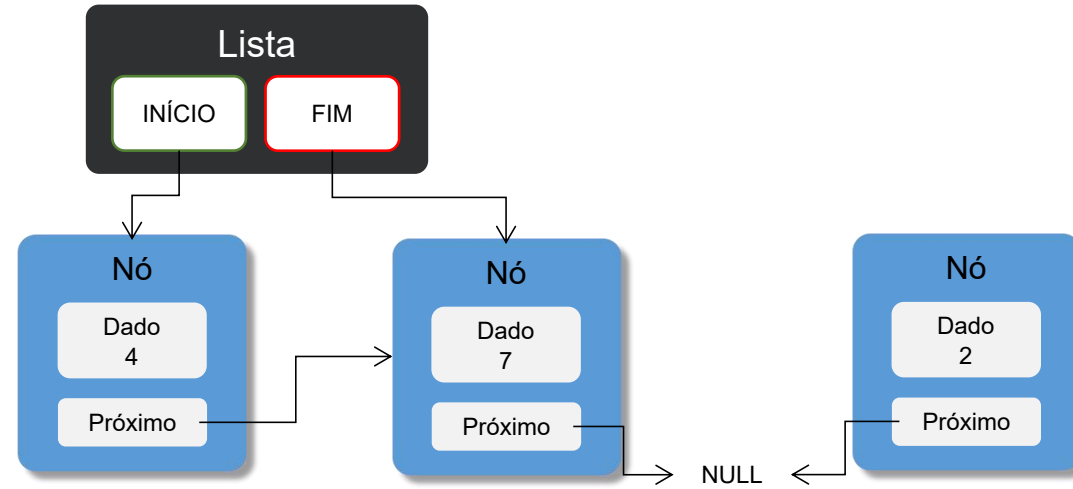 Lista
INÍCIO
FIM
Nó
Dado
4
Próximo
Nó
Dado
7
Próximo
NULL
Nó
Dado
2
Próximo